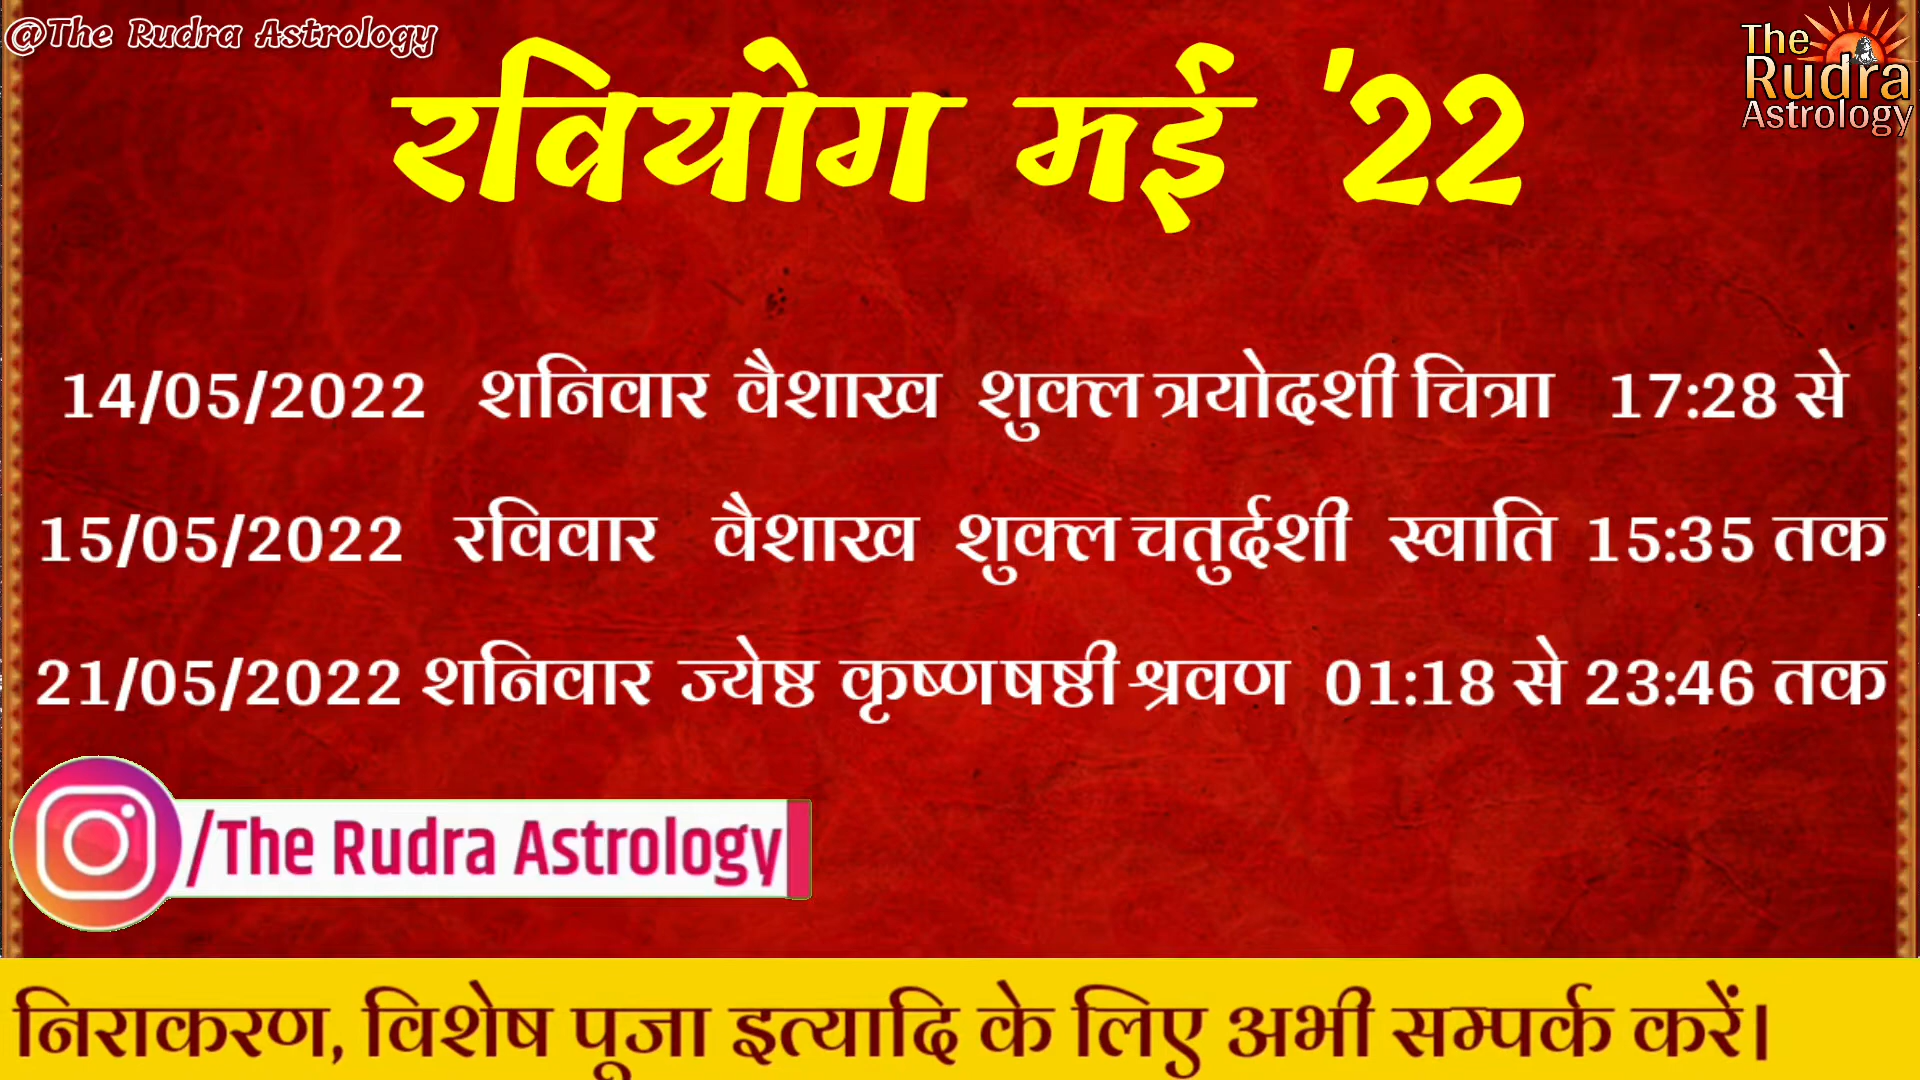 @The Rudra Astrology
The
Rudra
Astrology
रवियोग मई '22
14/05/2022 शनिवार वैशाख शुक्ल त्रयोदशी चित्रा 17:28 से
15/05/2022 रविवार वैशाख शुक्ल चतुर्दशी स्वाति 15:35 तक
21/05/2022 शनिवार ज्येष्ठ कृष्ण षष्ठी श्रवण 01:18 से 23:46 तक
/The Rudra Astrology
निराकरण, विशेष पूजा इत्यादि के लिए अभी सम्पर्क करें।